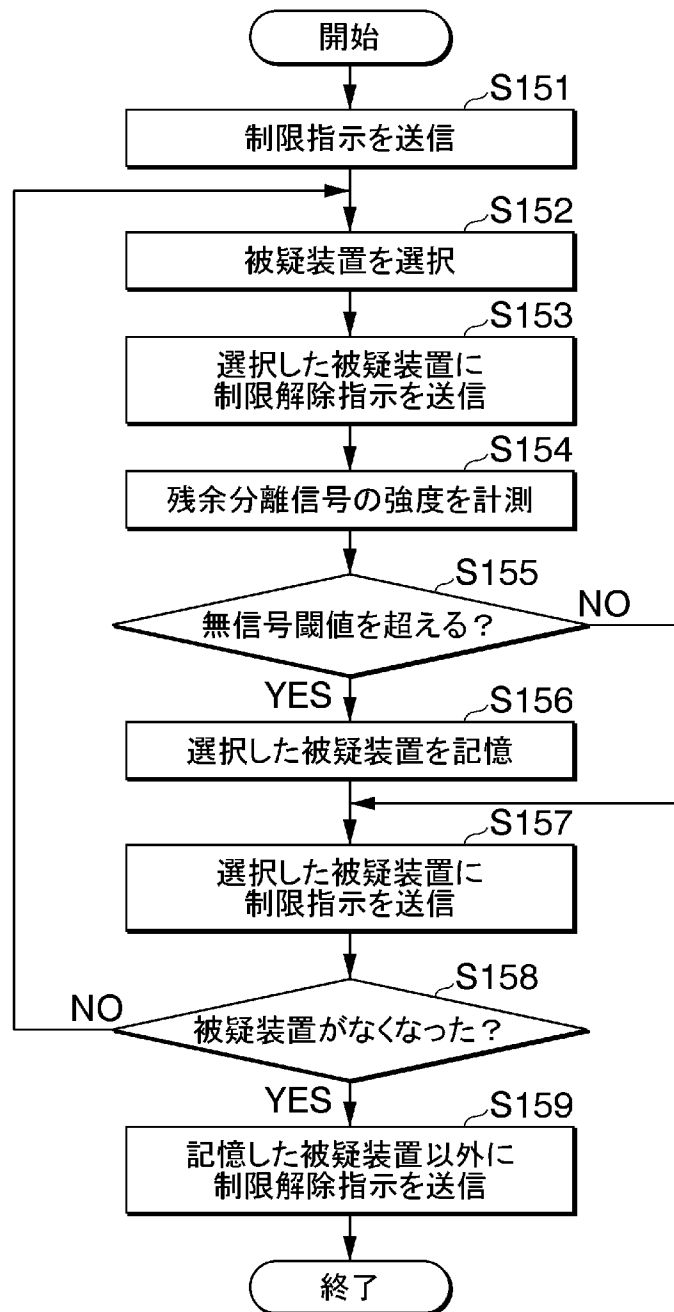 開始
S151
制限指示を送信
S152
被疑装置を選択
S153
選択した被疑装置に
制限解除指示を送信
S154
残余分離信号の強度を計測
S155
無信号閾値を超える？
NO
YES
S156
選択した被疑装置を記憶
S157
選択した被疑装置に
制限指示を送信
S158
NO
被疑装置がなくなった？
YES
S159
記憶した被疑装置以外に
制限解除指示を送信
終了